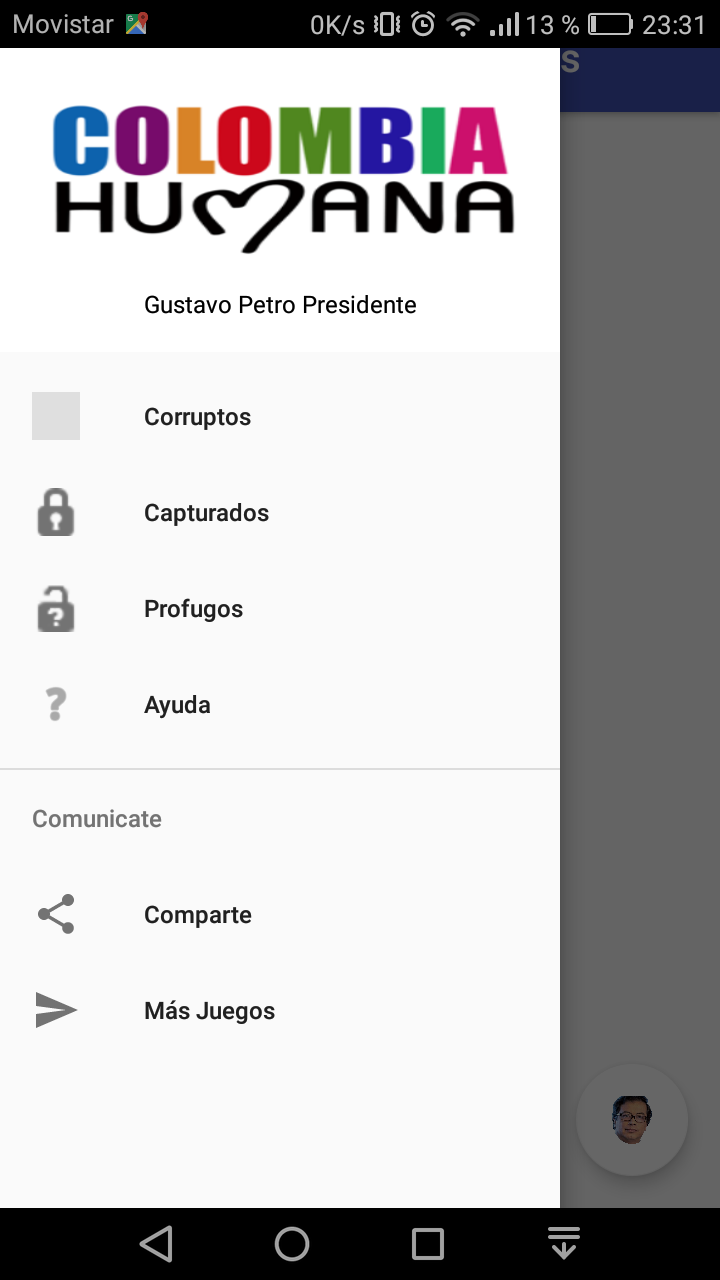 Movistar 0K/s 13 % 23:31
s
COLOMBIA
HUMANA
Gustavo Petro Presidente
Corruptos
Capturados
Profugos
Ayuda
Comunicate
Comparte
Más Juegos